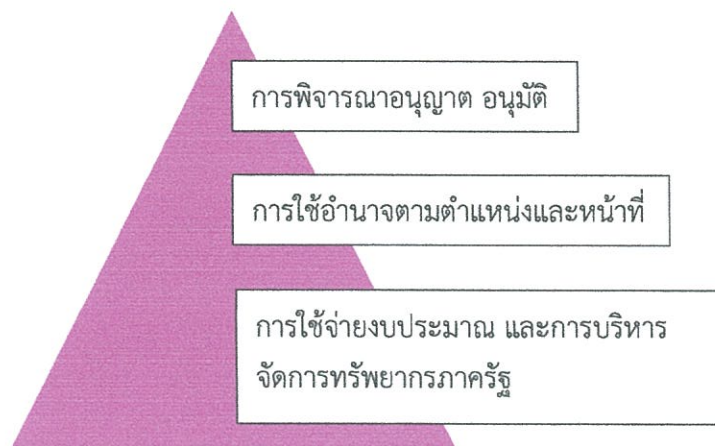 การพิจารณาอนุญาต อนุมัติ
การใช้อำนาจตามตำแหน่งและหน้าที่
การใช้จ่ายงบประมาณ และการบริหาร
จัดการทรัพยากรภาครัฐ